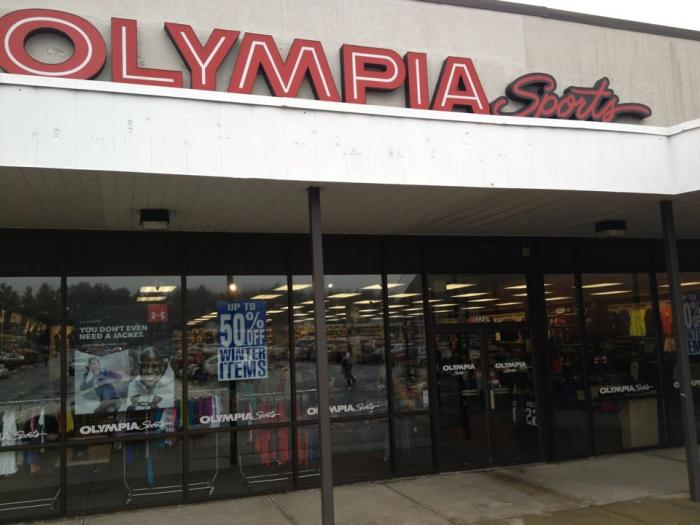 OLYMPIA Sports
YOU DON'T EVEN
NEED A JACKET.
UP TO
50% OFF
WINTER
ITEMS
OLYMPIA
OLYMPIA
OLYMPIA Sports
OLYMPIA Sports
OLYMPIA Sports
Sports